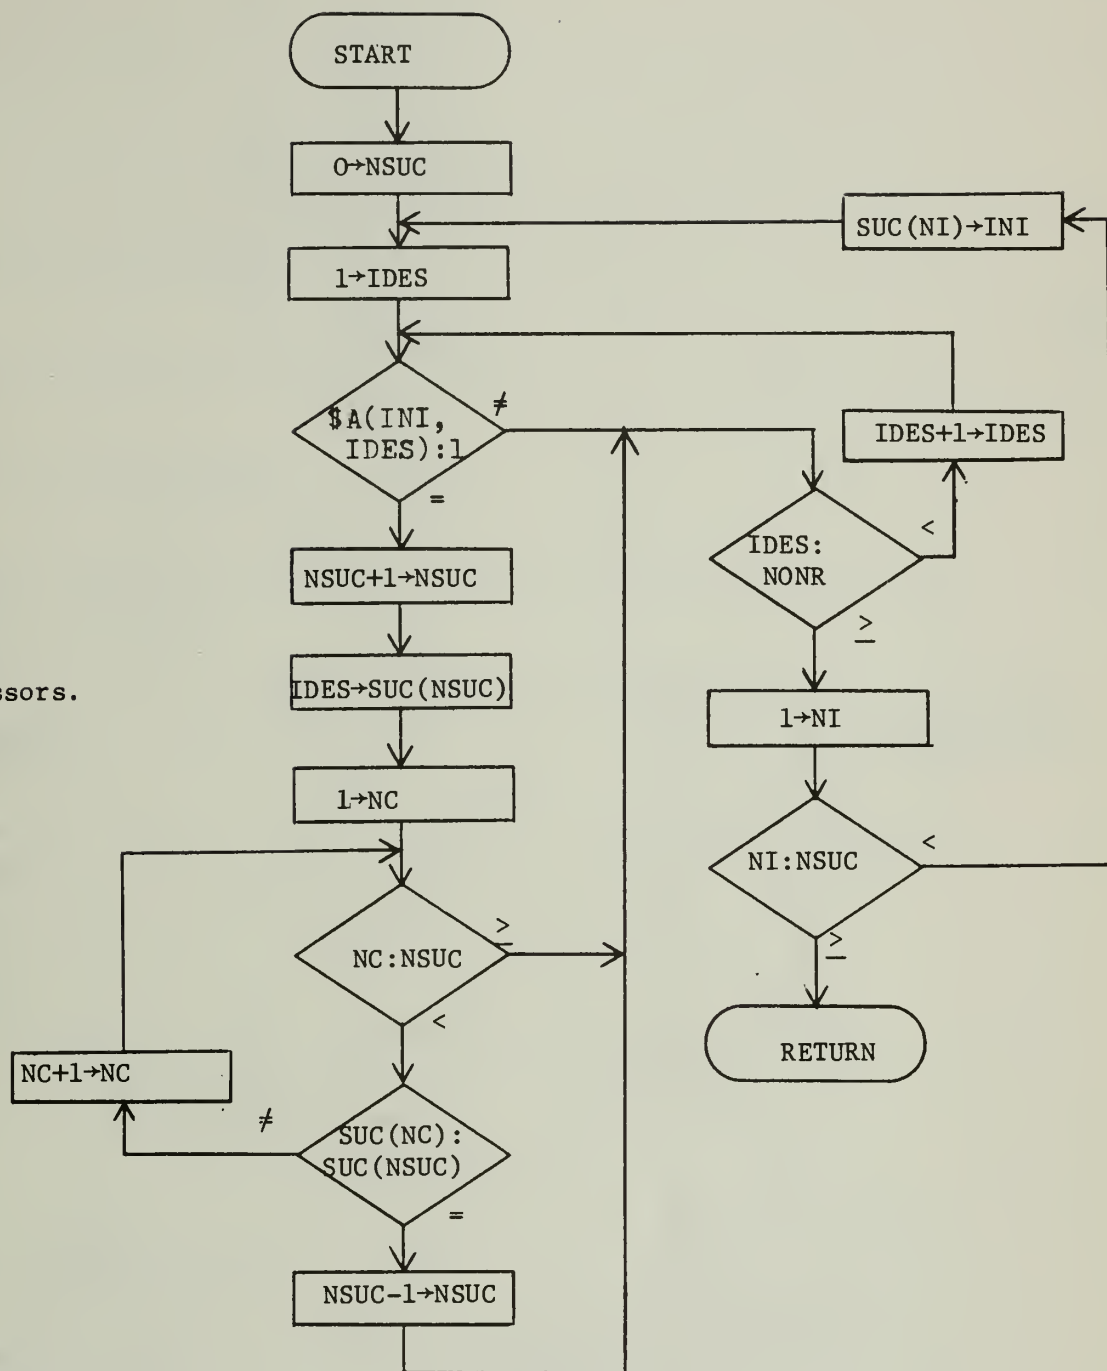 START
0→NSUC
SUC(NI)→INI
1→IDES
$A(INI,
IDES):1
≠
=
IDES+1→IDES
IDES:
NONR
<
≥
NSUC+1→NSUC
IDES→SUC(NSUC)
ssors.
1→NI
1→NC
NI:NSUC
<
≥
NC:NSUC
≥
<
RETURN
NC+1→NC
≠
SUC(NC):
SUC(NSUC)
=
NSUC-1→NSUC